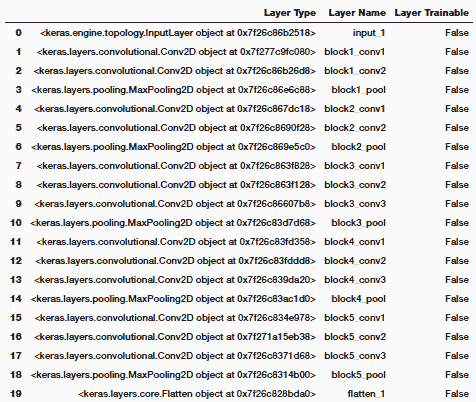 Layer Type Layer Name Layer Trainable
0 <keras.engine.topology.InputLayer object at 0x7f26c86b2518> input_1 False
1 <keras.layers.convolutional.Conv2D object at 0x7f277c9fc080> block1_conv1 False
2 <keras.layers.convolutional.Conv2D object at 0x7f26c86b26d8> block1_conv2 False
3 <keras.layers.pooling.MaxPooling2D object at 0x7f26c86e6c88> block1_pool False
4 <keras.layers.convolutional.Conv2D object at 0x7f26c867dc18> block2_conv1 False
5 <keras.layers.convolutional.Conv2D object at 0x7f26c8690f28> block2_conv2 False
6 <keras.layers.pooling.MaxPooling2D object at 0x7f26c869e5c0> block2_pool False
7 <keras.layers.convolutional.Conv2D object at 0x7f26c863f828> block3_conv1 False
8 <keras.layers.convolutional.Conv2D object at 0x7f26c863f128> block3_conv2 False
9 <keras.layers.convolutional.Conv2D object at 0x7f26c86607b8> block3_conv3 False
10 <keras.layers.pooling.MaxPooling2D object at 0x7f26c83d7d68> block3_pool False
11 <keras.layers.convolutional.Conv2D object at 0x7f26c83fd358> block4_conv1 False
12 <keras.layers.convolutional.Conv2D object at 0x7f26c83fddd8> block4_conv2 False
13 <keras.layers.convolutional.Conv2D object at 0x7f26c839da20> block4_conv3 False
14 <keras.layers.pooling.MaxPooling2D object at 0x7f26c83ac1d0> block4_pool False
15 <keras.layers.convolutional.Conv2D object at 0x7f26c834e978> block5_conv1 False
16 <keras.layers.convolutional.Conv2D object at 0x7f271a15eb38> block5_conv2 False
17 <keras.layers.convolutional.Conv2D object at 0x7f26c8371d68> block5_conv3 False
18 <keras.layers.pooling.MaxPooling2D object at 0x7f26c8314b00> block5_pool False
19 <keras.layers.core.Flatten object at 0x7f26c828bda0> flatten_1 False